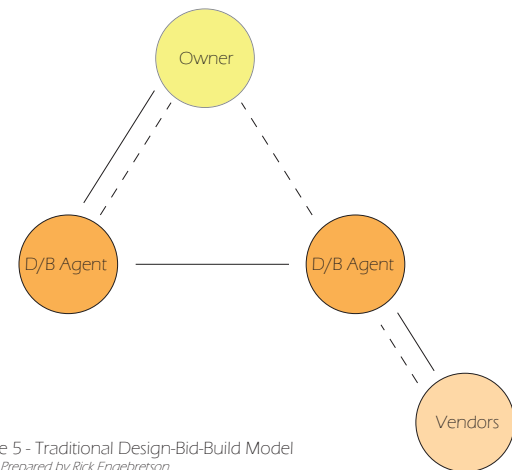 Owner
D/B Agent
D/B Agent
Vendors
e 5 - Traditional Design-Bid-Build Model
Prepared by Rick Engebretson